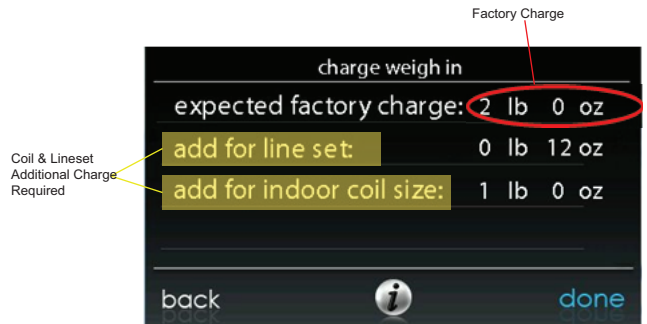 Factory Charge
charge weigh in
expected factory charge: 2 lb 0 oz
add for line set: 0 lb 12 oz
add for indoor coil size: 1 lb 0 oz
Coil & Lineset
Additional Charge
Required
back i done